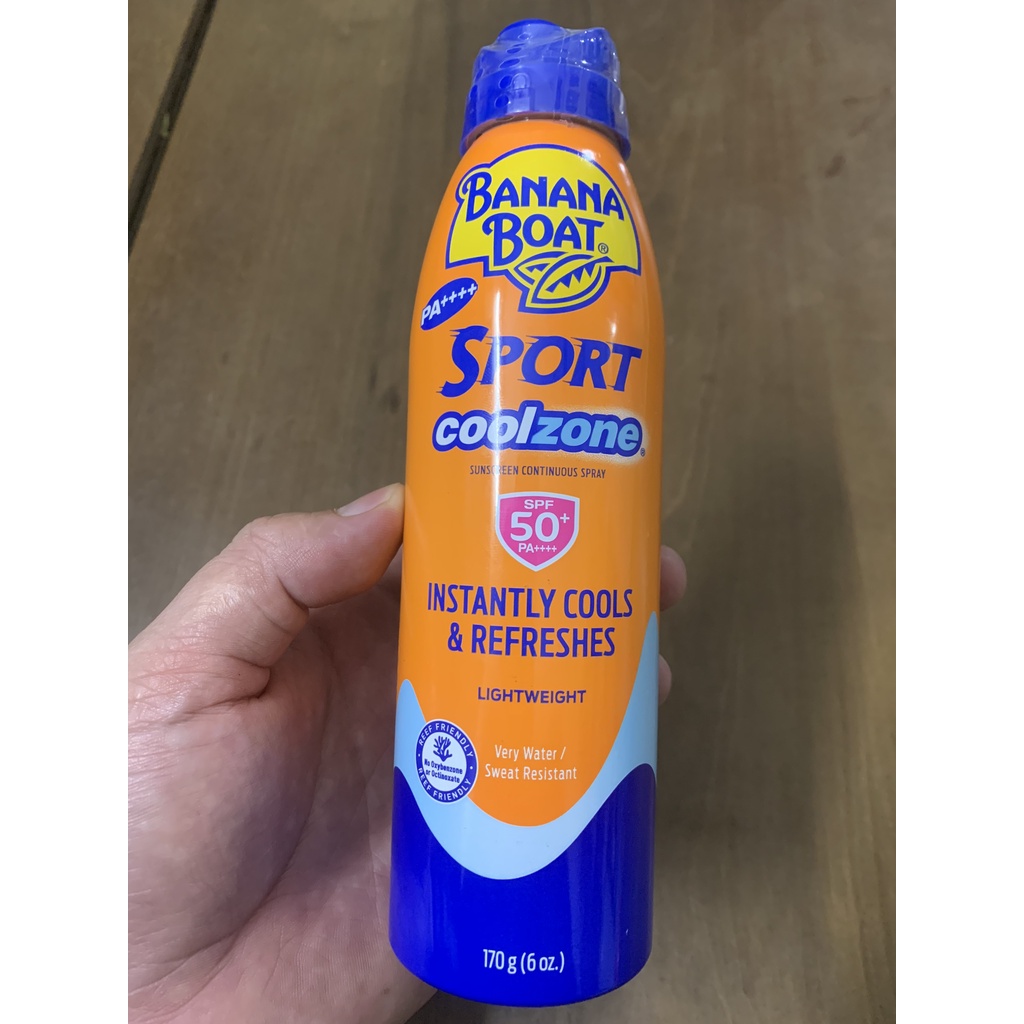 BANANA
BOAT®
PA++++
SPORT
coolzone®
SUNSCREEN CONTINUOUS SPRAY
SPF
50+
PA++++
INSTANTLY COOLS
& REFRESHES
LIGHTWEIGHT
REEF FRIENDLY
No Oxybenzone
or Octinoxate
REEF FRIENDLY
Very Water /
Sweat Resistant
170 g (6 oz.)